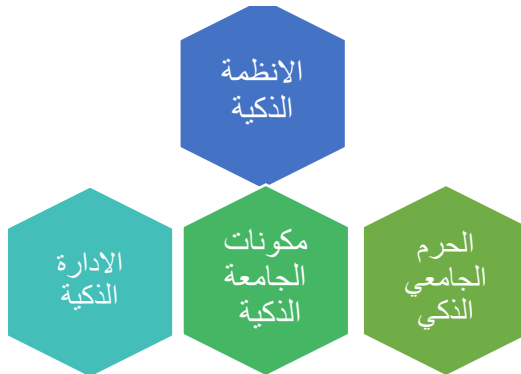 الانظمة
الذكية
الحرم
الجامعي
الذكي
مكونات
الجامعة
الذكية
الادارة
الذكية